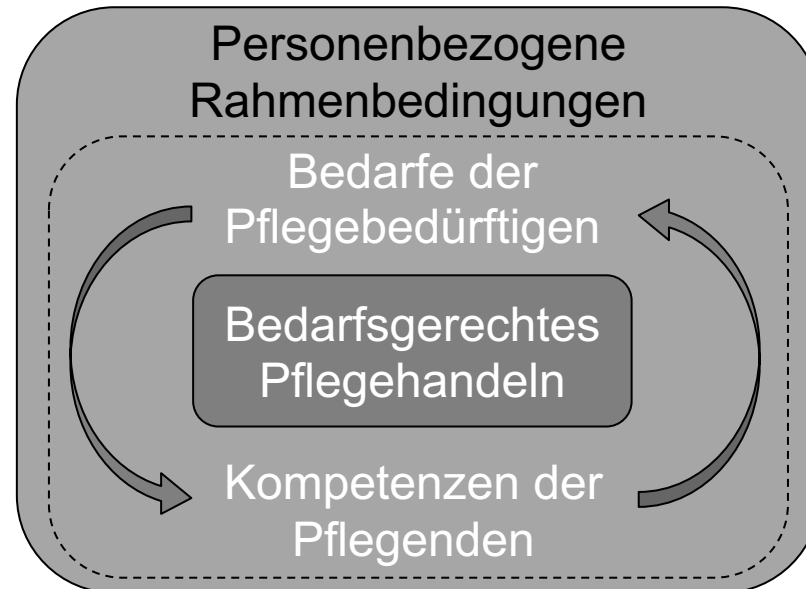 Personenbezogene
Rahmenbedingungen
Bedarfe der
Pflegebedürftigen
Bedarfsgerechtes
Pflegehandeln
Kompetenzen der
Pflegenden